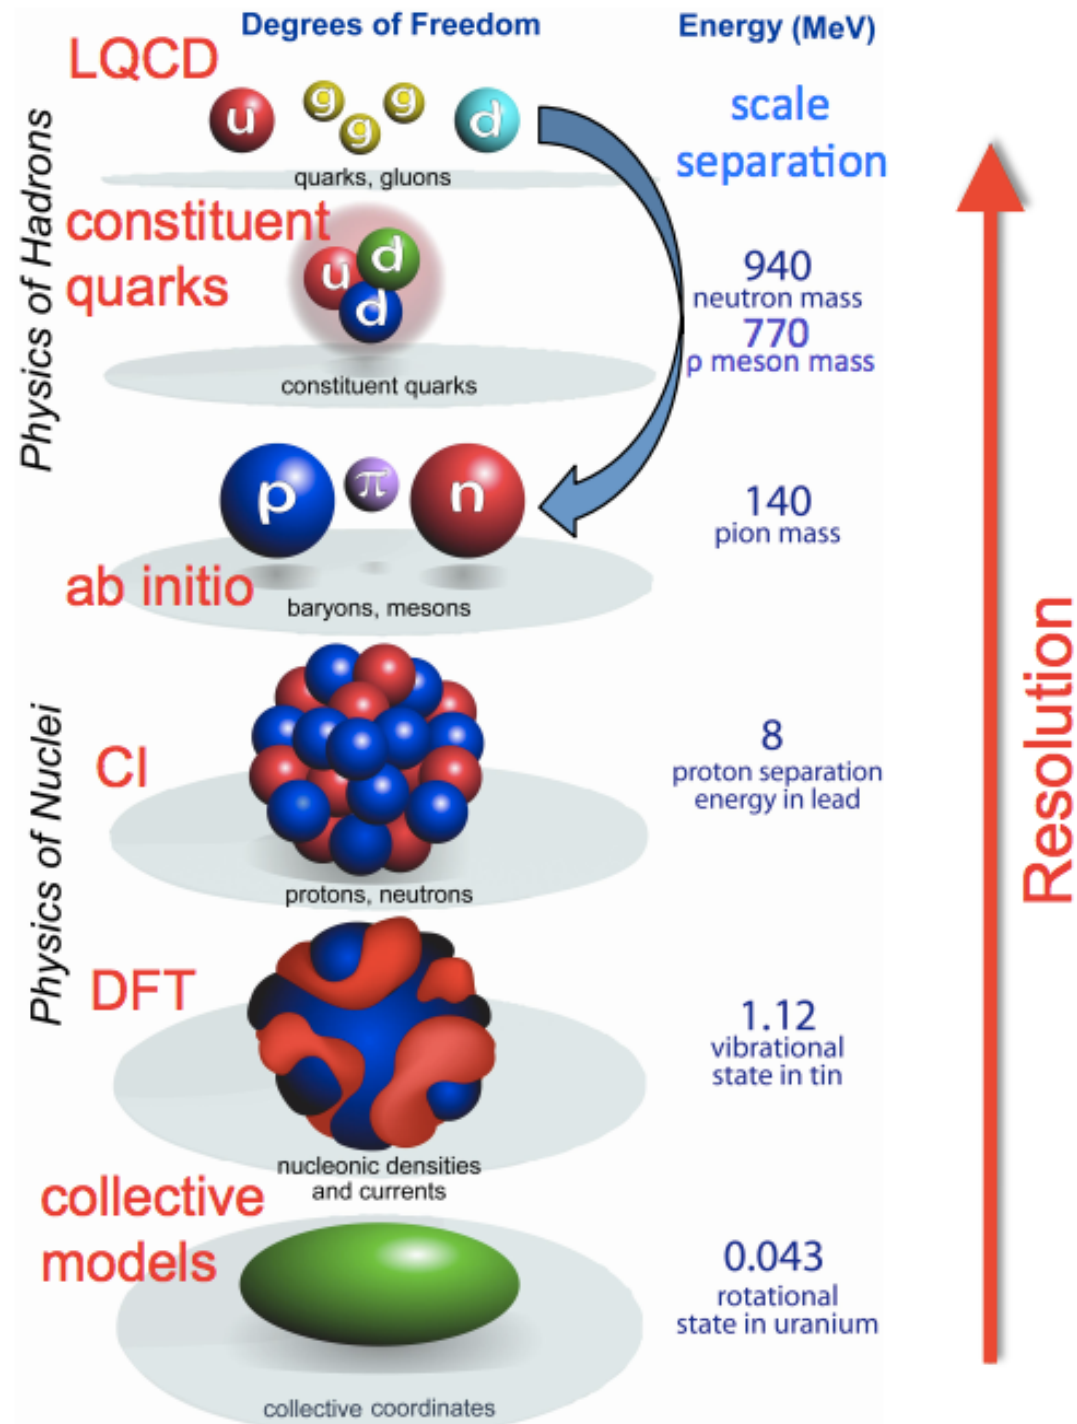 Degrees of Freedom
Energy (MeV)
LQCD
u
g
g
g
d
scale
separation
quarks, gluons
Physics of Hadrons
constituent
quarks
u
d
d
940
neutron mass
770
ρ meson mass
constituent quarks
p
π
n
140
pion mass
ab initio
baryons, mesons
Resolution
Physics of Nuclei
CI
8
proton separation
energy in lead
protons, neutrons
DFT
1.12
vibrational
state in tin
nucleonic densities
and currents
collective
models
0.043
rotational
state in uranium
collective coordinates